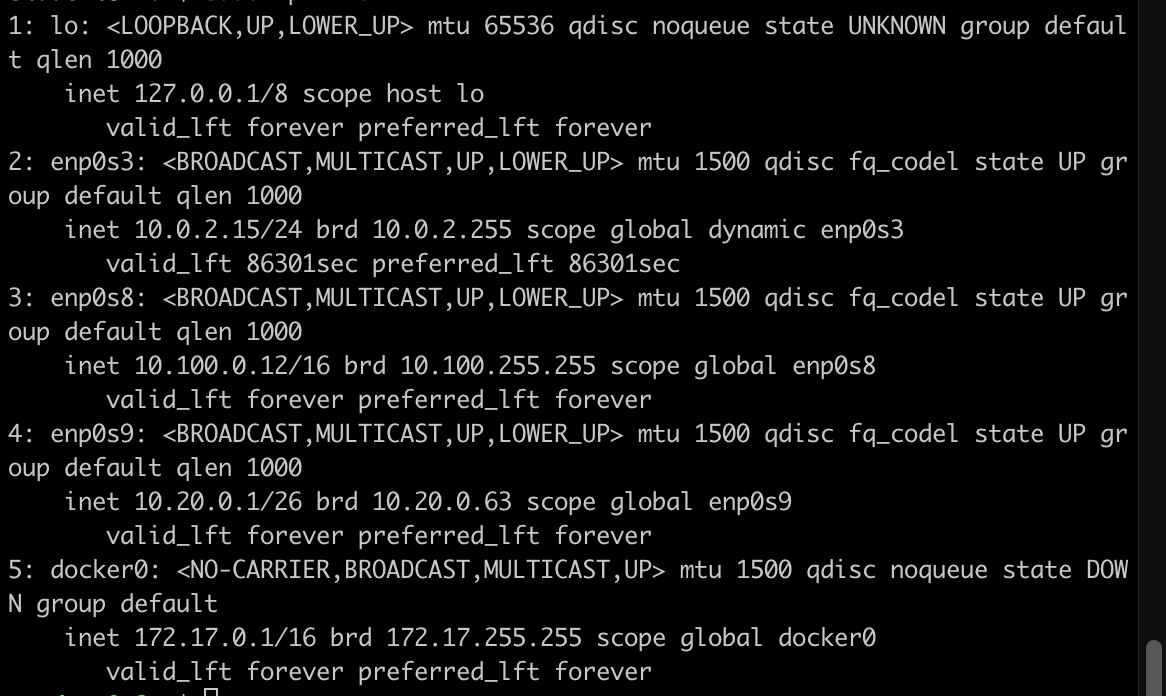 1: lo: <LOOPBACK,UP,LOWER_UP> mtu 65536 qdisc noqueue state UNKNOWN group defaul
t qlen 1000
    inet 127.0.0.1/8 scope host lo
       valid_lft forever preferred_lft forever
2: enp0s3: <BROADCAST,MULTICAST,UP,LOWER_UP> mtu 1500 qdisc fq_codel state UP gr
oup default qlen 1000
    inet 10.0.2.15/24 brd 10.0.2.255 scope global dynamic enp0s3
       valid_lft 86301sec preferred_lft 86301sec
3: enp0s8: <BROADCAST,MULTICAST,UP,LOWER_UP> mtu 1500 qdisc fq_codel state UP gr
oup default qlen 1000
    inet 10.100.0.12/16 brd 10.100.255.255 scope global enp0s8
       valid_lft forever preferred_lft forever
4: enp0s9: <BROADCAST,MULTICAST,UP,LOWER_UP> mtu 1500 qdisc fq_codel state UP gr
oup default qlen 1000
    inet 10.20.0.1/26 brd 10.20.0.63 scope global enp0s9
       valid_lft forever preferred_lft forever
5: docker0: <NO-CARRIER,BROADCAST,MULTICAST,UP> mtu 1500 qdisc noqueue state DOW
N group default
    inet 172.17.0.1/16 brd 172.17.255.255 scope global docker0
       valid_lft forever preferred_lft forever